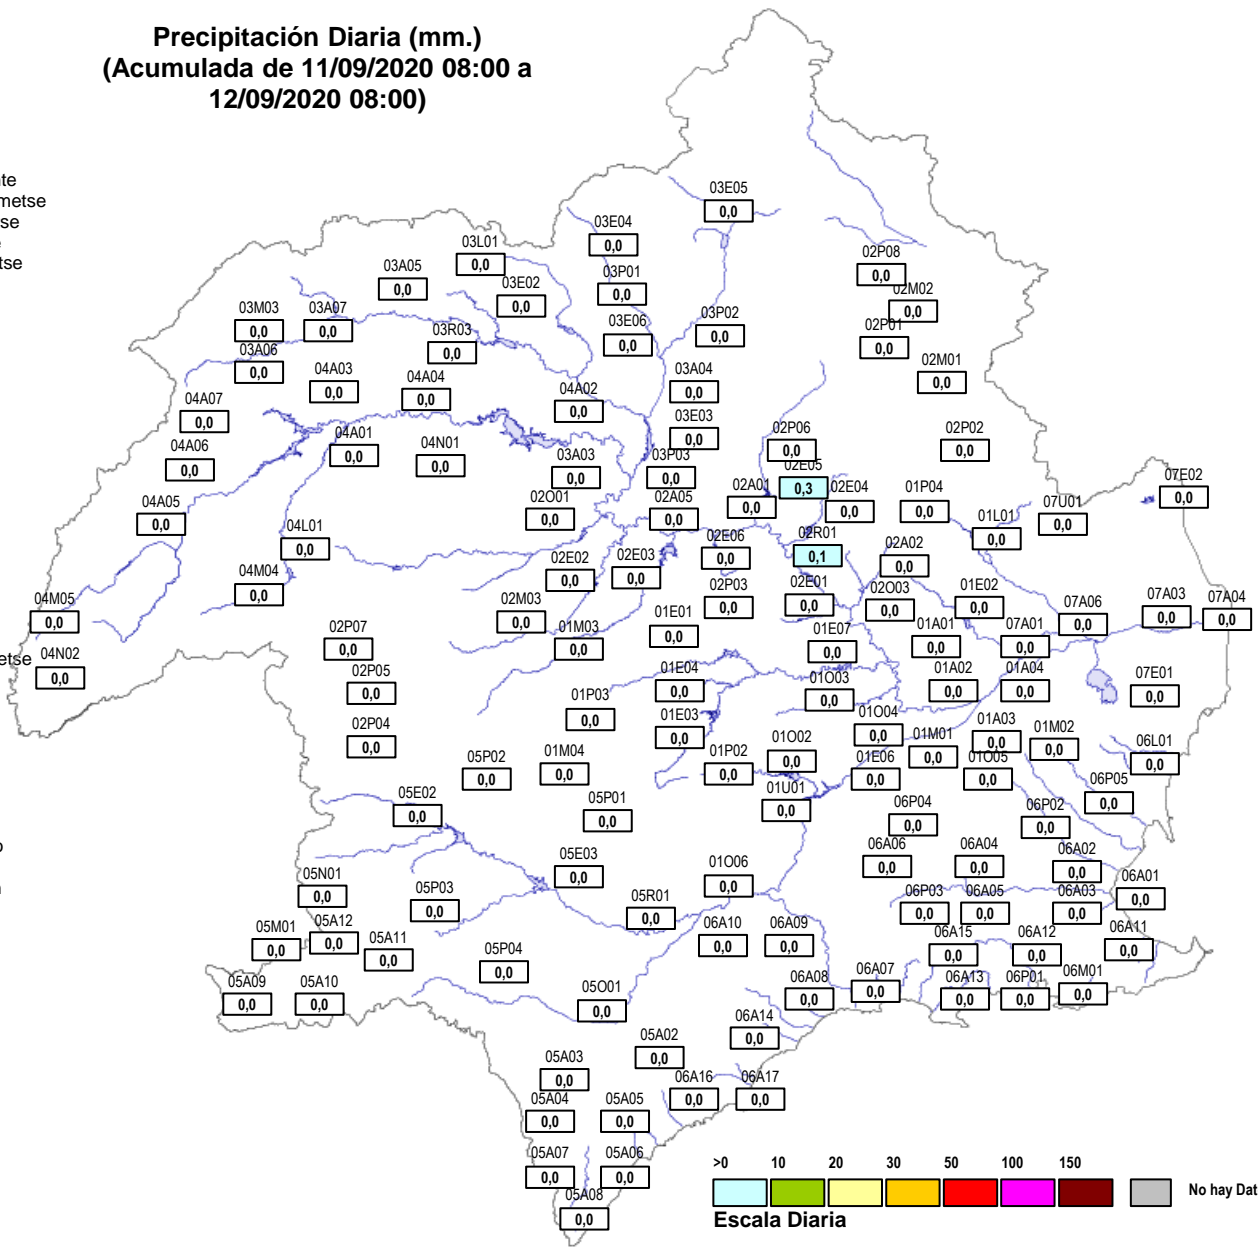 Precipitación Diaria (mm.)
(Acumulada de 11/09/2020 08:00 a
12/09/2020 08:00)
te
metse
se
tse
etse
o
03E05
0,0
03E04
0,0
03L01
0,0
02P08
0,0
03A05
0,0
03P01
0,0
03E02
0,0
02M02
0,0
03M03
0,0
03A07
0,0
03P02
0,0
03E06
0,0
02P01
0,0
03R03
0,0
03A06
0,0
02M01
0,0
04A03
0,0
03A04
0,0
04A04
0,0
04A02
0,0
04A07
0,0
03E03
0,0
02P06
0,0
02P02
0,0
04A01
0,0
04N01
0,0
04A06
0,0
03A03
0,0
03P03
0,0
02E05
0,3
07E02
0,0
02A01
0,0
02E04
0,0
01P04
0,0
04A05
0,0
02O01
0,0
02A05
0,0
07U01
0,0
01L01
0,0
04L01
0,0
02R01
0,1
02E06
0,0
02A02
0,0
02E02
0,0
02E03
0,0
04M04
0,0
02P03
0,0
02E01
0,0
02O03
0,0
01E02
0,0
04M05
0,0
02M03
0,0
07A06
0,0
07A03
0,0
07A04
0,0
01E01
0,0
02P07
0,0
01M03
0,0
01E07
0,0
01A01
0,0
07A01
0,0
04N02
0,0
02P05
0,0
01E04
0,0
01O03
0,0
01A02
0,0
01A04
0,0
07E01
0,0
01P03
0,0
02P04
0,0
01E03
0,0
01O04
0,0
01A03
0,0
01M02
0,0
01M01
0,0
06L01
0,0
05P02
0,0
01M04
0,0
01P02
0,0
01O02
0,0
01E06
0,0
01O05
0,0
05E02
0,0
05P01
0,0
01U01
0,0
06P05
0,0
06P04
0,0
06P02
0,0
05E03
0,0
06A06
0,0
06A04
0,0
06A02
0,0
05N01
0,0
01O06
0,0
06A01
0,0
05P03
0,0
05R01
0,0
06P03
0,0
06A05
0,0
06A03
0,0
05M01
0,0
05A12
0,0
05A11
0,0
06A10
0,0
06A09
0,0
06A15
0,0
06A12
0,0
06A11
0,0
05P04
0,0
05A09
0,0
05A10
0,0
05O01
0,0
06A08
0,0
06A07
0,0
06A13
0,0
06P01
0,0
06M01
0,0
06A14
0,0
05A02
0,0
05A03
0,0
06A16
0,0
06A17
0,0
05A04
0,0
05A05
0,0
05A07
0,0
05A06
0,0
05A08
0,0
>0 10 20 30 50 100 150
No hay Dat
Escala Diaria